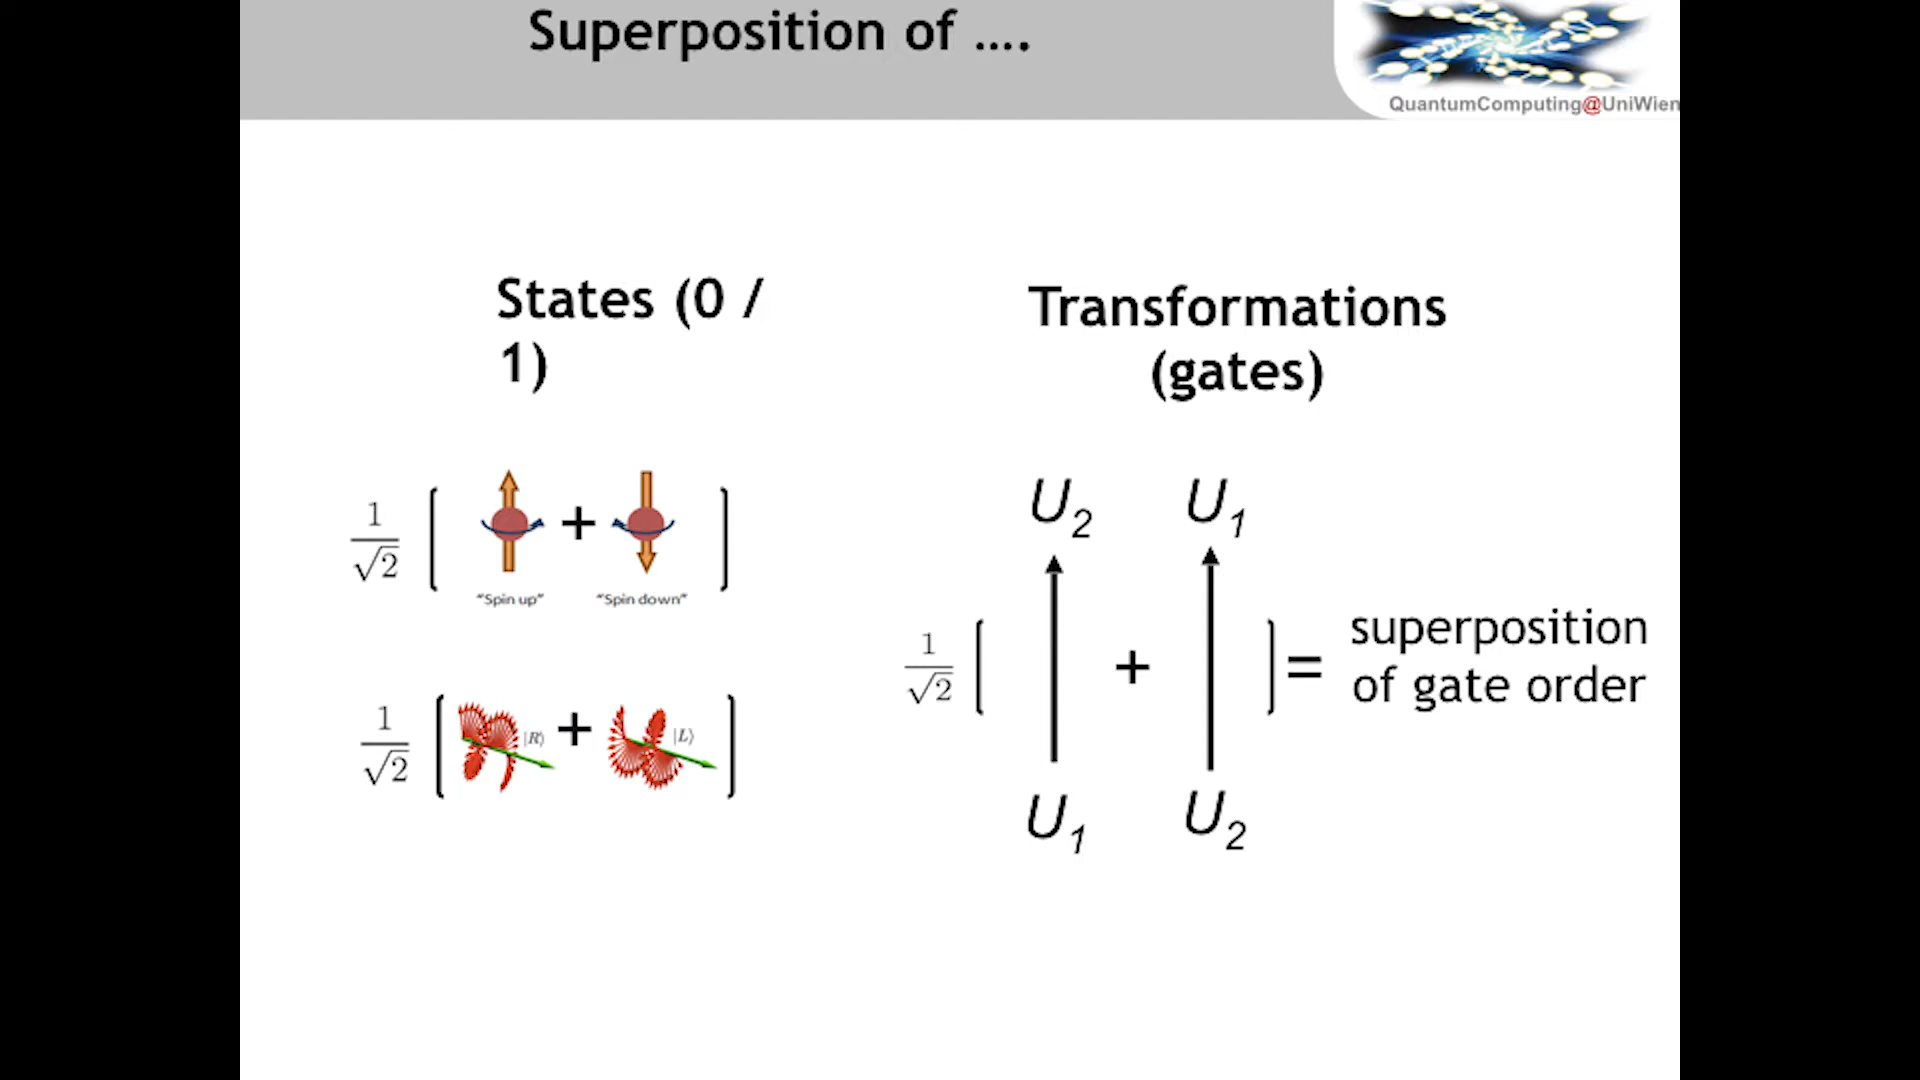 Superposition of ....
QuantumComputing@UniWien
States (0 /
1)
Transformations
(gates)
1
√2
[ + ]
"Spin up" "Spin down"
1
√2
[ |R⟩ + |L⟩ ]
U2 U1
1
√2
[ + ] =
superposition
of gate order
U1 U2